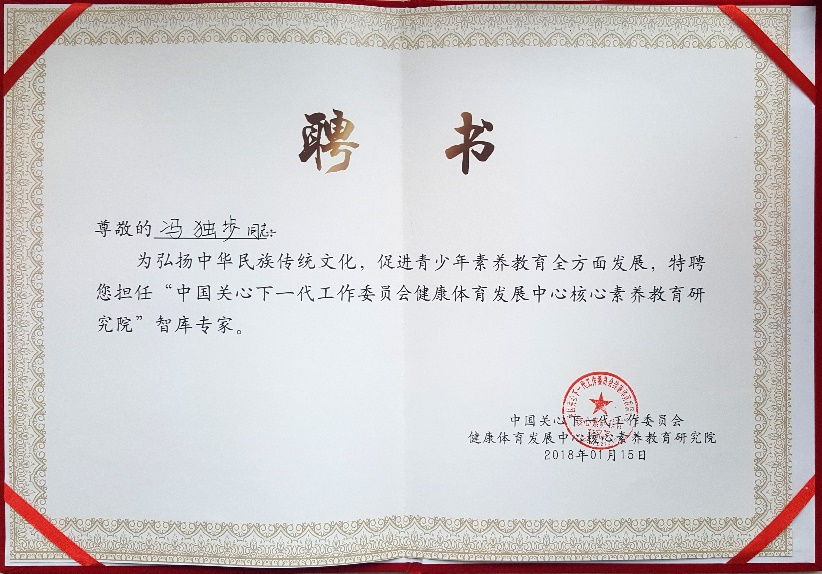 聘 书
尊敬的 冯独步 同志:
为弘扬中华民族传统文化，促进青少年素养教育全方面发展，特聘
您担任“中国关心下一代工作委员会健康体育发展中心核心素养教育研
究院”智库专家。
中国关心下一代工作委员会
健康体育发展中心核心素养教育研究院
2018年01月15日